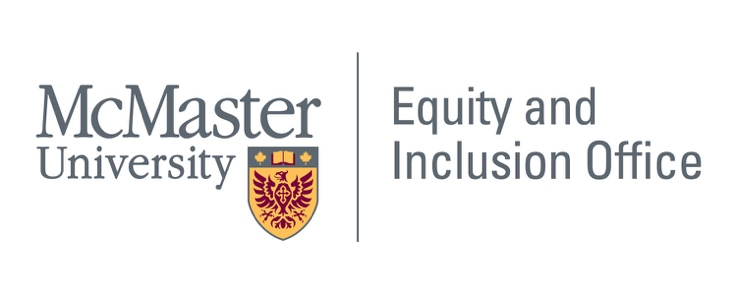 McMaster
University
Equity and
Inclusion Office